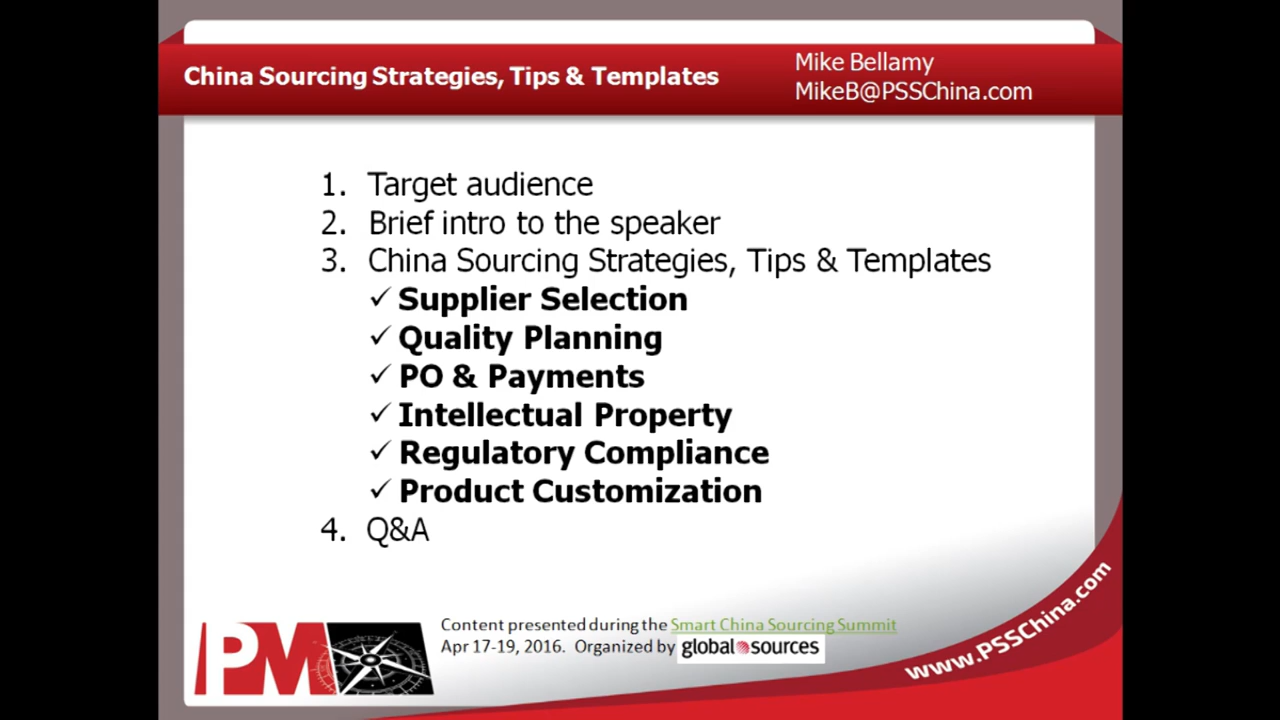 China Sourcing Strategies, Tips & Templates
Mike Bellamy
MikeB@PSSChina.com
1. Target audience
2. Brief intro to the speaker
3. China Sourcing Strategies, Tips & Templates
✓ Supplier Selection
✓ Quality Planning
✓ PO & Payments
✓ Intellectual Property
✓ Regulatory Compliance
✓ Product Customization
4. Q&A
PM
Content presented during the Smart China Sourcing Summit
Apr 17-19, 2016. Organized by global sources
www.PSSChina.com